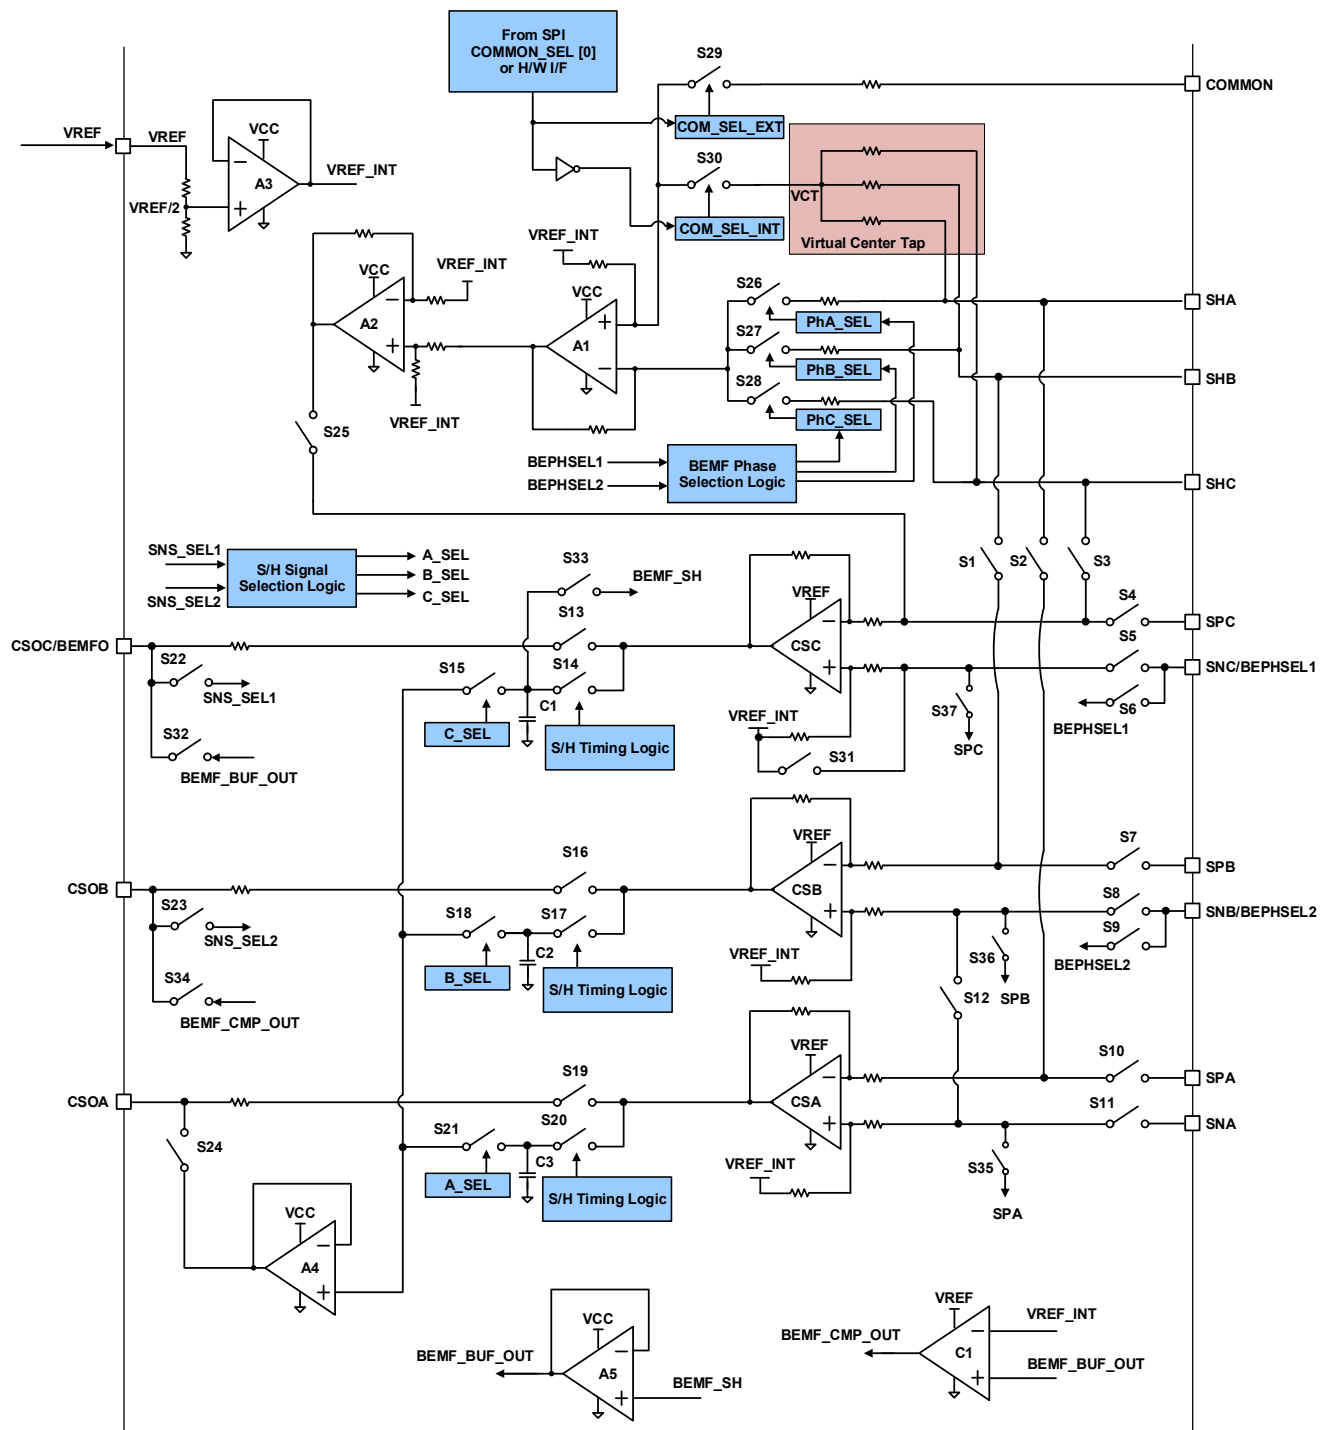 From SPI
COMMON_SEL [0]
or H/W I/F
S29
COMMON
COM_SEL_EXT
VREF
VREF
VCC
A3
VREF_INT
VREF/2
S30
VCT
COM_SEL_INT
Virtual Center Tap
VREF_INT
VCC
A2
VREF_INT
VCC
A1
VREF_INT
S25
S26
PhA_SEL
S27
PhB_SEL
S28
PhC_SEL
SHA
SHB
SHC
BEPHSEL1
BEPHSEL2
BEMF Phase
Selection Logic
SNS_SEL1
SNS_SEL2
S/H Signal
Selection Logic
A_SEL
B_SEL
C_SEL
S33
BEMF_SH
S13
S14
S15
C1
C_SEL
S/H Timing Logic
VREF
CSC
S1
S2
S3
S4
SPC
S5
SNC/BEPHSEL1
S6
BEPHSEL1
S37
SPC
VREF_INT
S31
CSOC/BEMFO
S22
SNS_SEL1
S32
BEMF_BUF_OUT
CSOB
S23
SNS_SEL2
S34
BEMF_CMP_OUT
S16
S17
S18
C2
B_SEL
S/H Timing Logic
VREF
CSB
VREF_INT
S7
SPB
S8
SNB/BEPHSEL2
S9
BEPHSEL2
S36
SPB
S12
CSOA
S24
S19
S20
S21
C3
A_SEL
S/H Timing Logic
VREF
CSA
VREF_INT
S10
SPA
S11
SNA
S35
SPA
VCC
A4
VCC
A5
BEMF_BUF_OUT
BEMF_SH
VREF
C1
BEMF_CMP_OUT
VREF_INT
BEMF_BUF_OUT